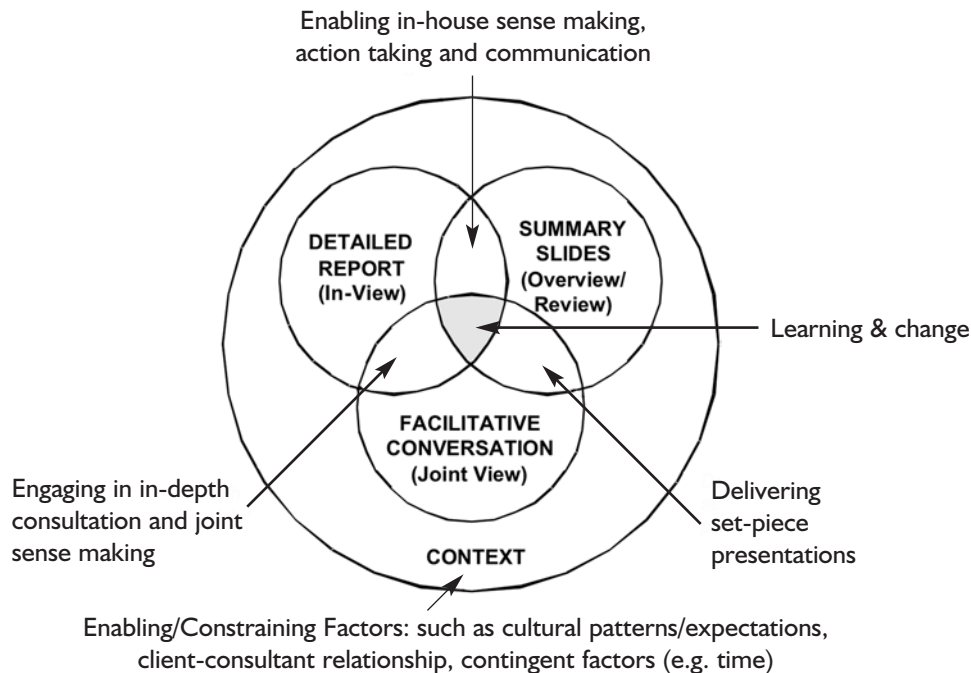 Enabling in-house sense making,
action taking and communication
DETAILED
REPORT
(In-View)
SUMMARY
SLIDES
(Overview/
Review)
Learning & change
FACILITATIVE
CONVERSATION
(Joint View)
Engaging in in-depth
consultation and joint
sense making
Delivering
set-piece
presentations
CONTEXT
Enabling/Constraining Factors: such as cultural patterns/expectations,
client-consultant relationship, contingent factors (e.g. time)